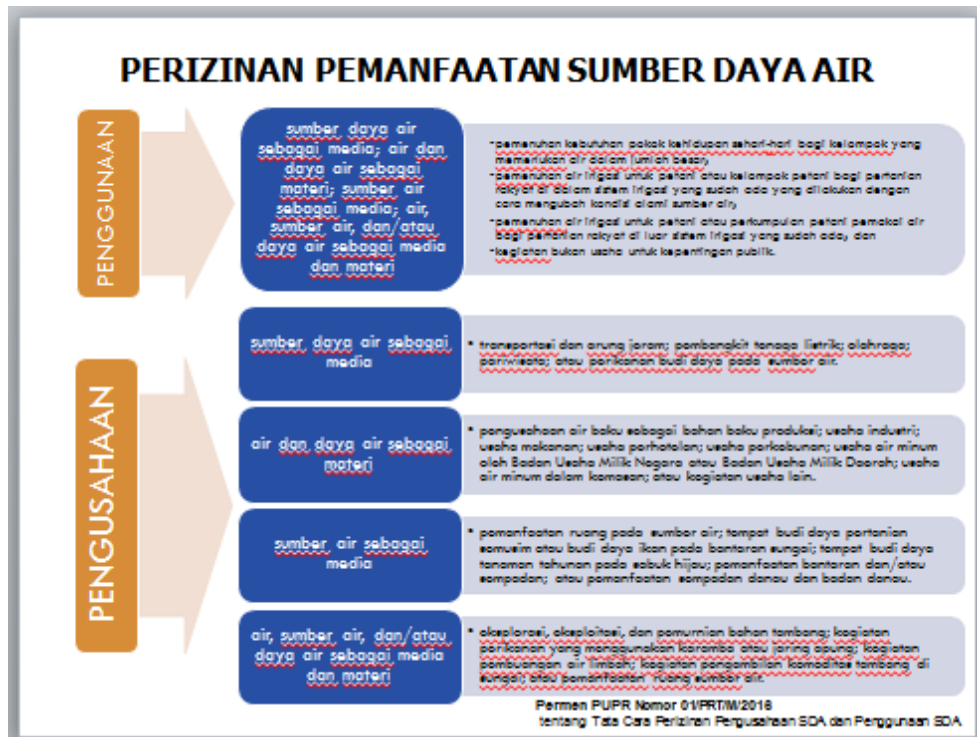 PERIZINAN PEMANFAATAN SUMBER DAYA AIR
PENGGUNAAN
sumber daya air
sebagai media; air dan
daya air sebagai
materi; sumber air
sebagai media; air,
sumber air, dan/atau
daya air sebagai media
dan materi
-pemenuhan kebutuhan pokok kehidupan sehari-hari bagi kelompok yang
memerlukan air dalam jumlah besar,
-pemenuhan air irigasi untuk petani atau kelompok petani bagi pertanian
rakyat di dalam sistem irigasi yang sudah ada yang dilakukan dengan
cara mengubah kondisi alami sumber air,
-pemenuhan air irigasi untuk petani atau perkumpulan petani pemakai air
bagi pertanian rakyat di luar sistem irigasi yang sudah ada, dan
-kegiatan bukan usaha untuk kepentingan publik.
PENGUSAHAAN
sumber daya air sebagai
media
• transportasi dan arung jeram; pembangkit tenaga listrik; olahraga;
pariwisata; atau perikanan budi daya pada sumber air.
air dan daya air sebagai
materi
• pengusahaan air baku sebagai bahan baku produksi; usaha industri;
usaha makanan; usaha perhotelan; usaha perkebunan; usaha air minum
oleh Badan Usaha Milik Negara atau Badan Usaha Milik Daerah; usaha
air minum dalam kemasan; atau kegiatan usaha lain.
sumber air sebagai
media
• pemanfaatan ruang pada sumber air; tempat budi daya pertanian
semusim atau budi daya ikan pada bantaran sungai; tempat budi daya
tanaman tahunan pada sabuk hijau; pemanfaatan bantaran dan/atau
sempadan; atau pemanfaatan sempadan danau dan badan danau.
air, sumber air, dan/atau
daya air sebagai media
dan materi
• eksplorasi, eksploitasi, dan pemurnian bahan tambang; kegiatan
perikanan yang menggunakan karamba atau jaring apung; kegiatan
pembuangan air limbah; kegiatan pengambilan komoditas tambang di
sungai; atau pemanfaatan ruang sumber air.
Permen PUPR Nomor 01/PRT/M/2016
tentang Tata Cara Perizinan Pengusahaan SDA dan Penggunaan SDA